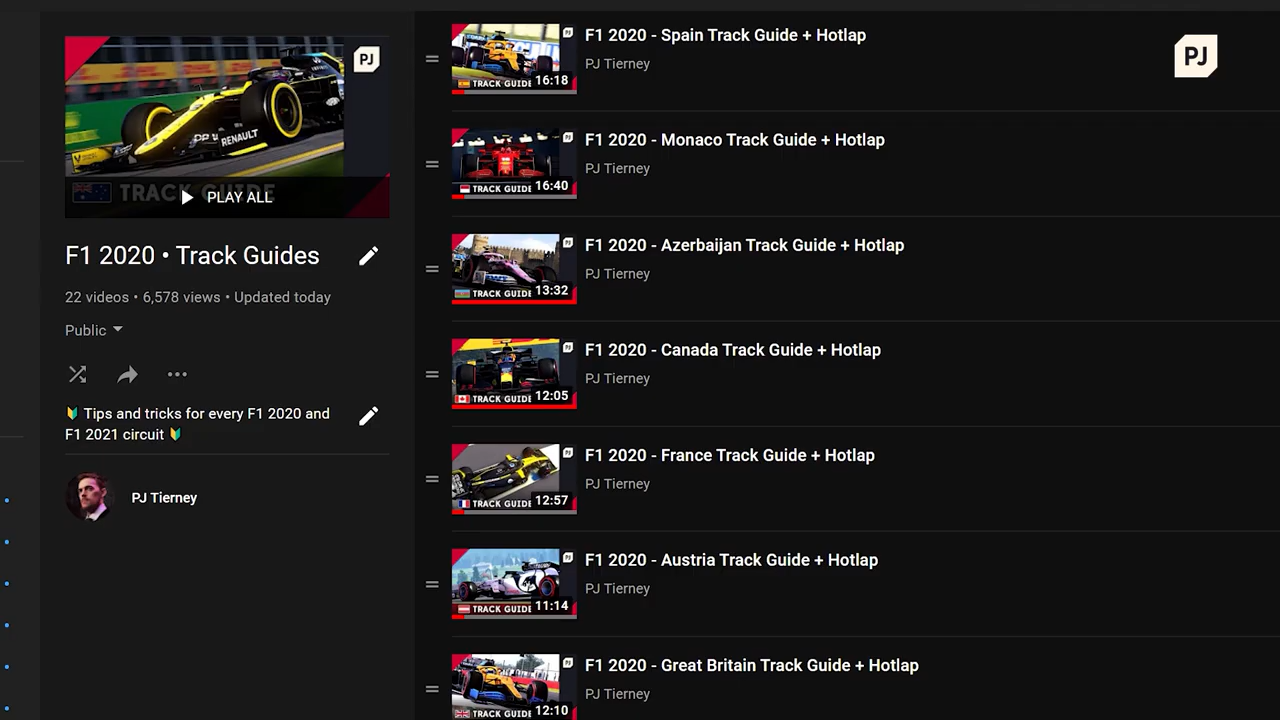 PJ
RENAULT
TRACK GUIDE
PLAY ALL
F1 2020 • Track Guides
22 videos • 6,578 views • Updated today
Public
🔰 Tips and tricks for every F1 2020 and
F1 2021 circuit 🔰
PJ Tierney
TRACK GUIDE 16:18
F1 2020 - Spain Track Guide + Hotlap
PJ Tierney
TRACK GUIDE 16:40
F1 2020 - Monaco Track Guide + Hotlap
PJ Tierney
TRACK GUIDE 13:32
F1 2020 - Azerbaijan Track Guide + Hotlap
PJ Tierney
TRACK GUIDE 12:05
F1 2020 - Canada Track Guide + Hotlap
PJ Tierney
TRACK GUIDE 12:57
F1 2020 - France Track Guide + Hotlap
PJ Tierney
TRACK GUIDE 11:14
F1 2020 - Austria Track Guide + Hotlap
PJ Tierney
TRACK GUIDE 12:10
F1 2020 - Great Britain Track Guide + Hotlap
PJ Tierney
PJ